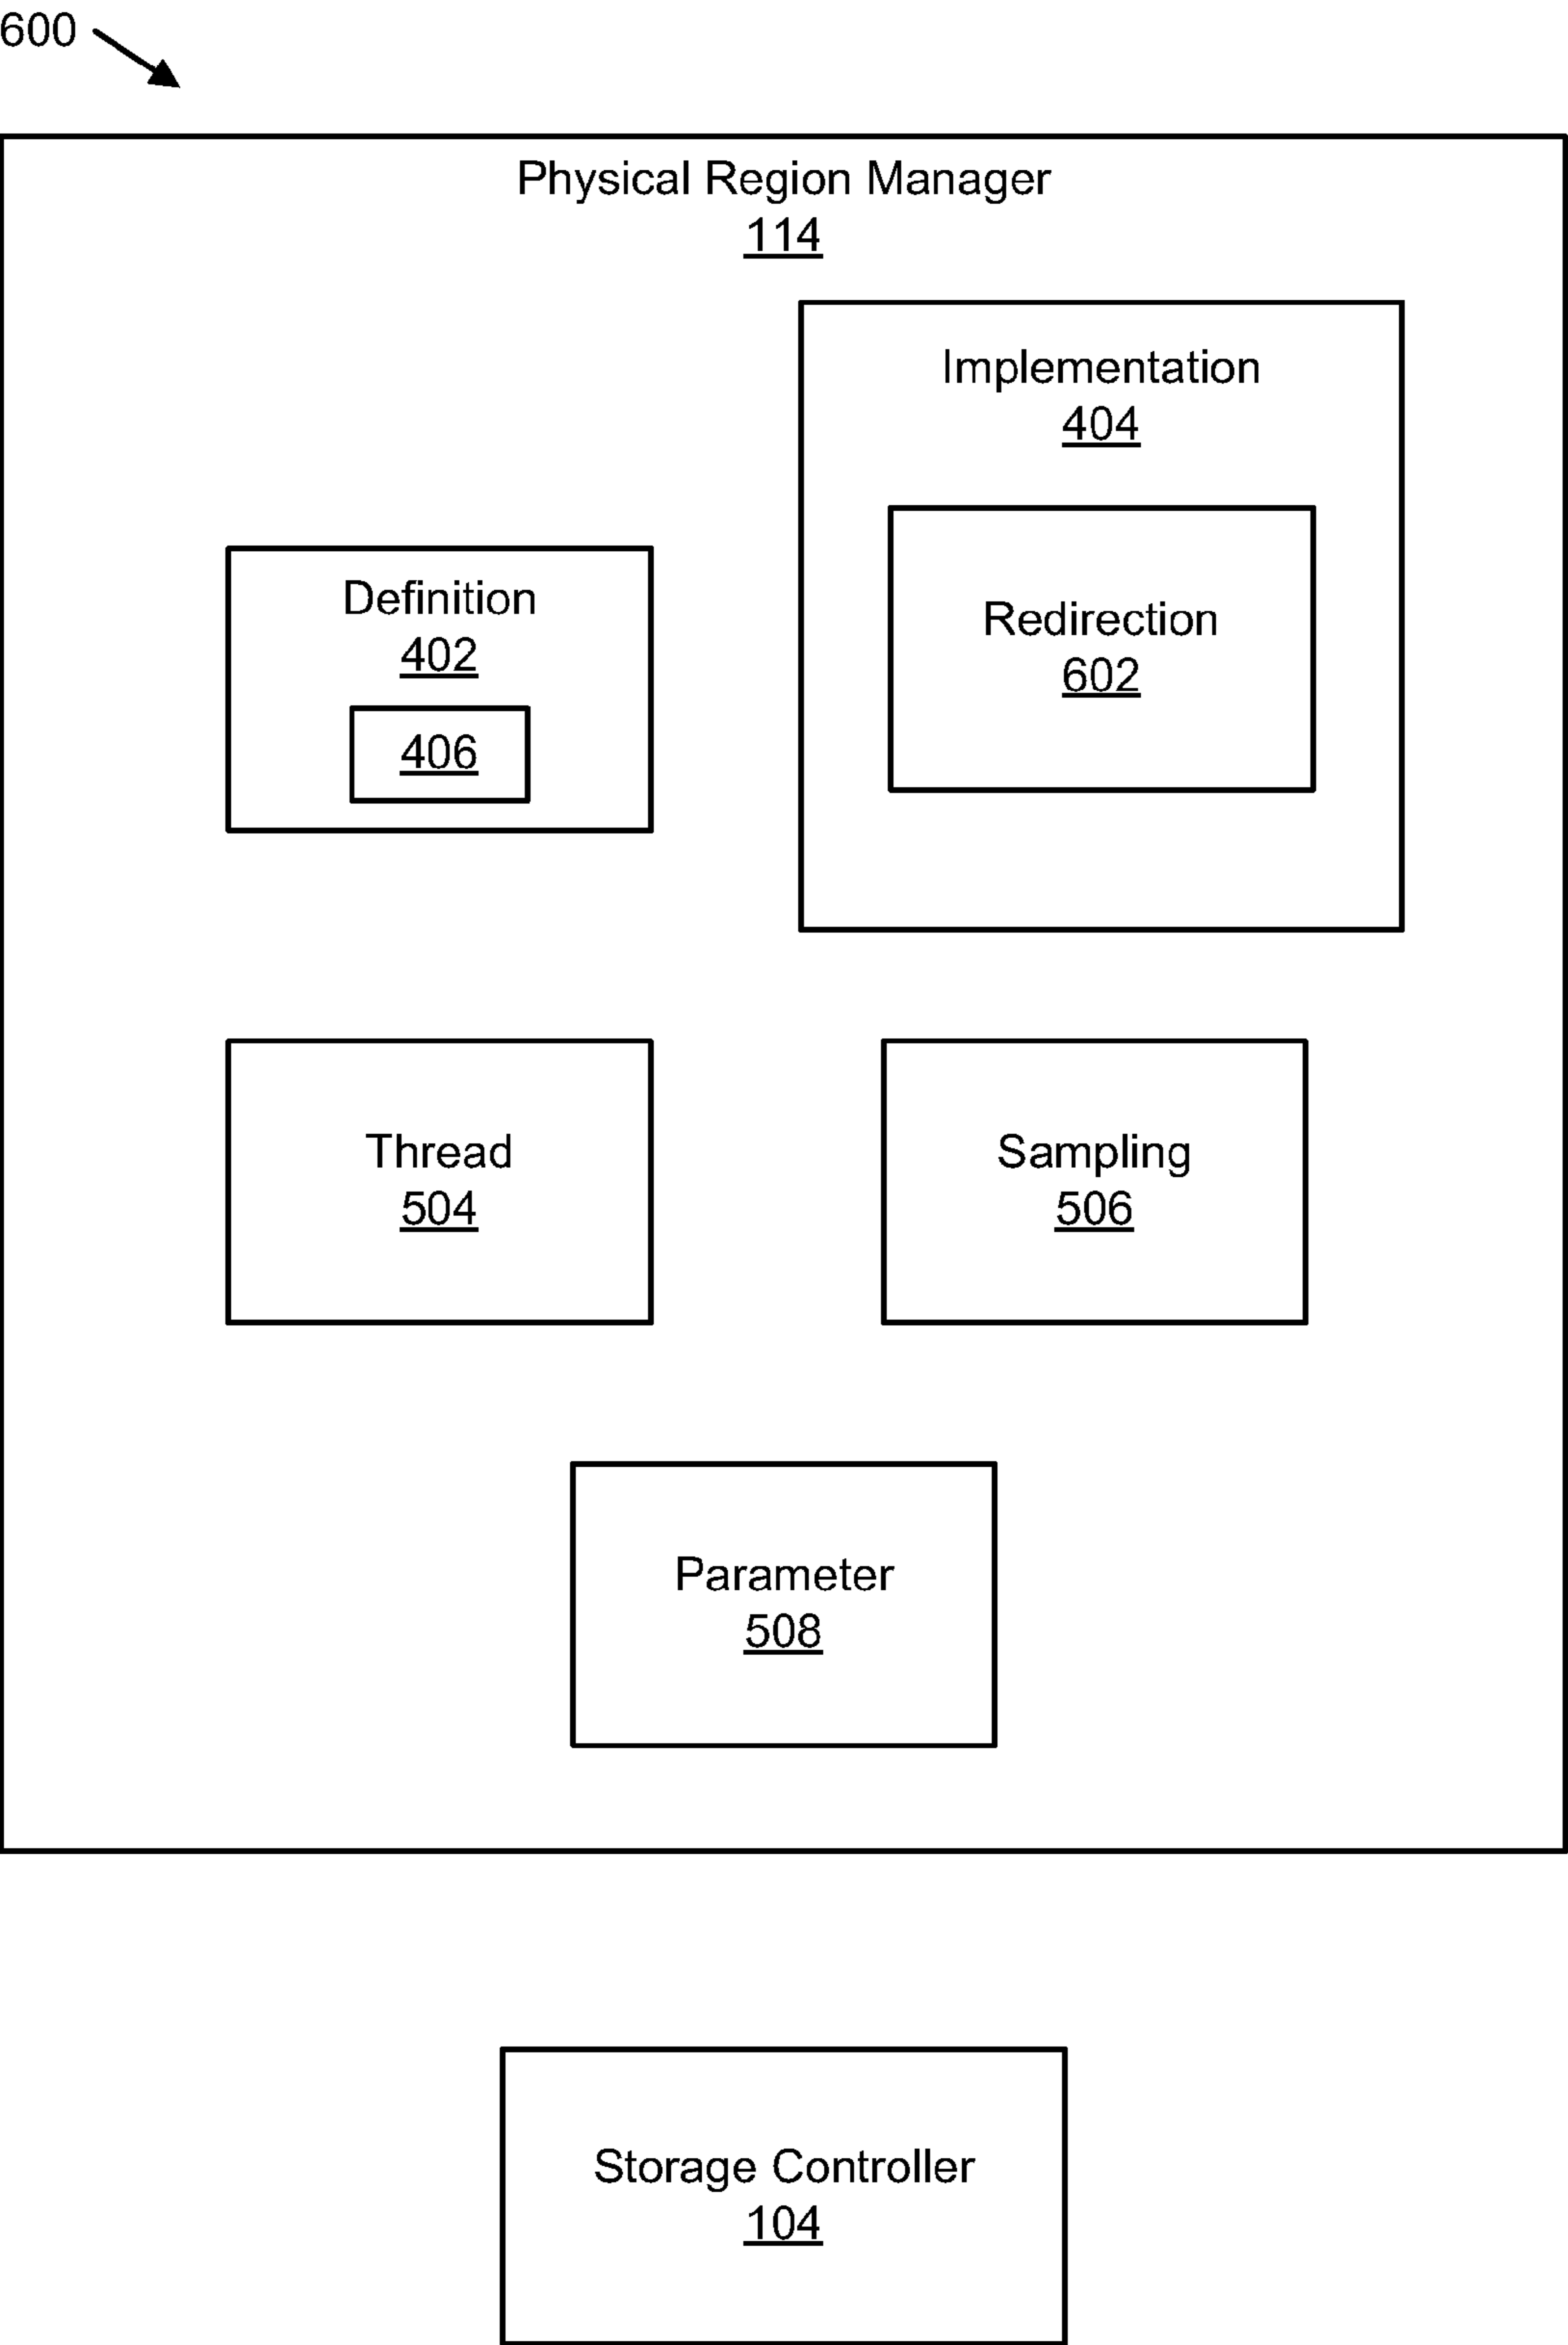 600
Physical Region Manager
114
Implementation
404
Redirection
602
Definition
402
406
Thread
504
Sampling
506
Parameter
508
Storage Controller
104